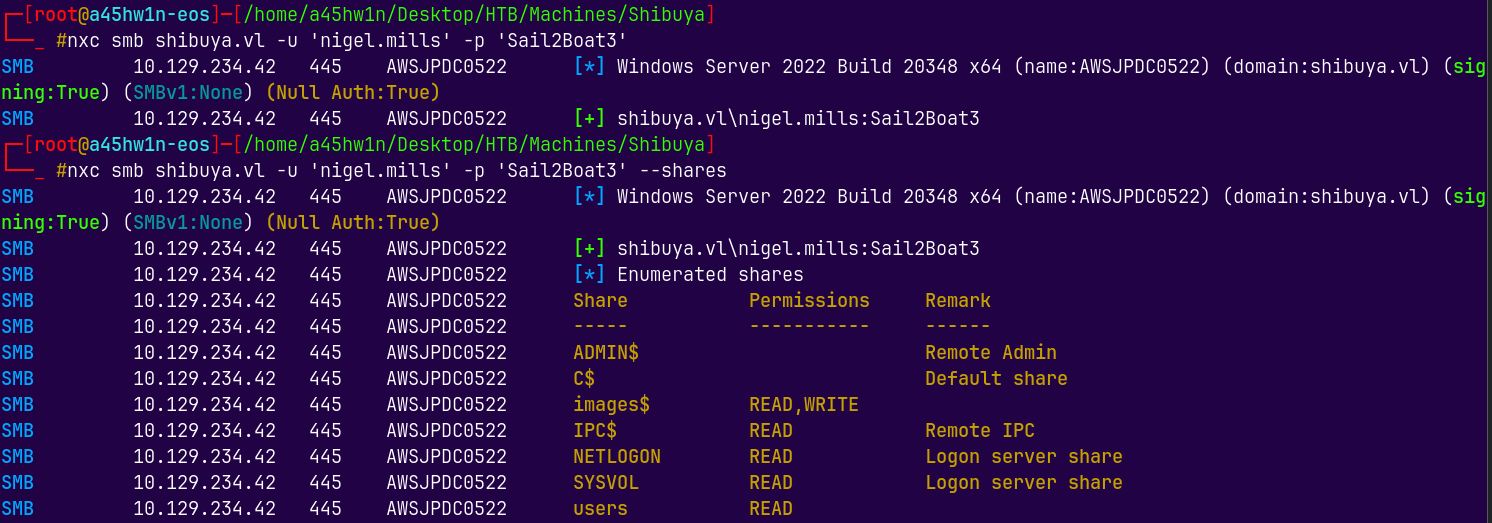 ┌─[root@a45hw1n-eos]─[/home/a45hw1n/Desktop/HTB/Machines/Shibuya]
└──_ #nxc smb shibuya.vl -u 'nigel.mills' -p 'Sail2Boat3'
SMB         10.129.234.42   445    AWSJPDC0522      [*] Windows Server 2022 Build 20348 x64 (name:AWSJPDC0522) (domain:shibuya.vl) (sig
ning:True) (SMBv1:None) (Null Auth:True)
SMB         10.129.234.42   445    AWSJPDC0522      [+] shibuya.vl\nigel.mills:Sail2Boat3
┌─[root@a45hw1n-eos]─[/home/a45hw1n/Desktop/HTB/Machines/Shibuya]
└──_ #nxc smb shibuya.vl -u 'nigel.mills' -p 'Sail2Boat3' --shares
SMB         10.129.234.42   445    AWSJPDC0522      [*] Windows Server 2022 Build 20348 x64 (name:AWSJPDC0522) (domain:shibuya.vl) (sig
ning:True) (SMBv1:None) (Null Auth:True)
SMB         10.129.234.42   445    AWSJPDC0522      [+] shibuya.vl\nigel.mills:Sail2Boat3
SMB         10.129.234.42   445    AWSJPDC0522      [*] Enumerated shares
SMB         10.129.234.42   445    AWSJPDC0522      Share           Permissions     Remark
SMB         10.129.234.42   445    AWSJPDC0522      -----           -----------     ------
SMB         10.129.234.42   445    AWSJPDC0522      ADMIN$                          Remote Admin
SMB         10.129.234.42   445    AWSJPDC0522      C$                              Default share
SMB         10.129.234.42   445    AWSJPDC0522      images$         READ,WRITE
SMB         10.129.234.42   445    AWSJPDC0522      IPC$            READ            Remote IPC
SMB         10.129.234.42   445    AWSJPDC0522      NETLOGON        READ            Logon server share
SMB         10.129.234.42   445    AWSJPDC0522      SYSVOL          READ            Logon server share
SMB         10.129.234.42   445    AWSJPDC0522      users           READ